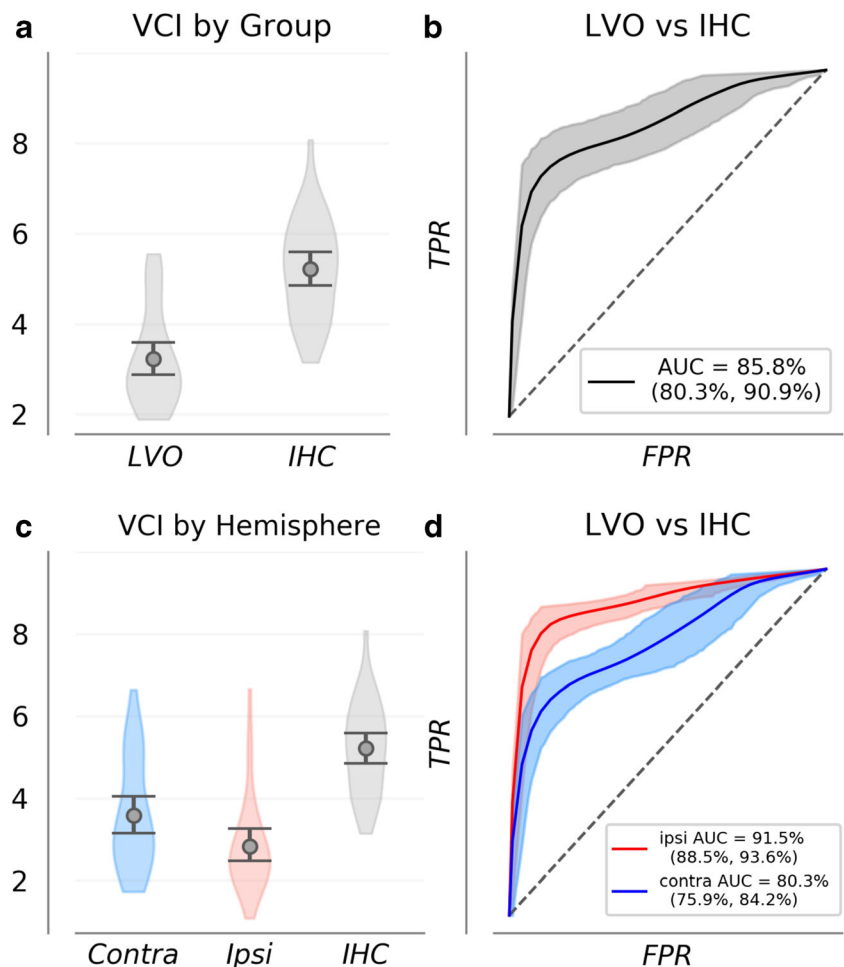 a
VCI by Group
8
6
4
2
LVO
IHC
b
LVO vs IHC
TPR
AUC = 85.8%
(80.3%, 90.9%)
FPR
c
VCI by Hemisphere
8
6
4
2
Contra
Ipsi
IHC
d
LVO vs IHC
TPR
ipsi AUC = 91.5%
(88.5%, 93.6%)
contra AUC = 80.3%
(75.9%, 84.2%)
FPR